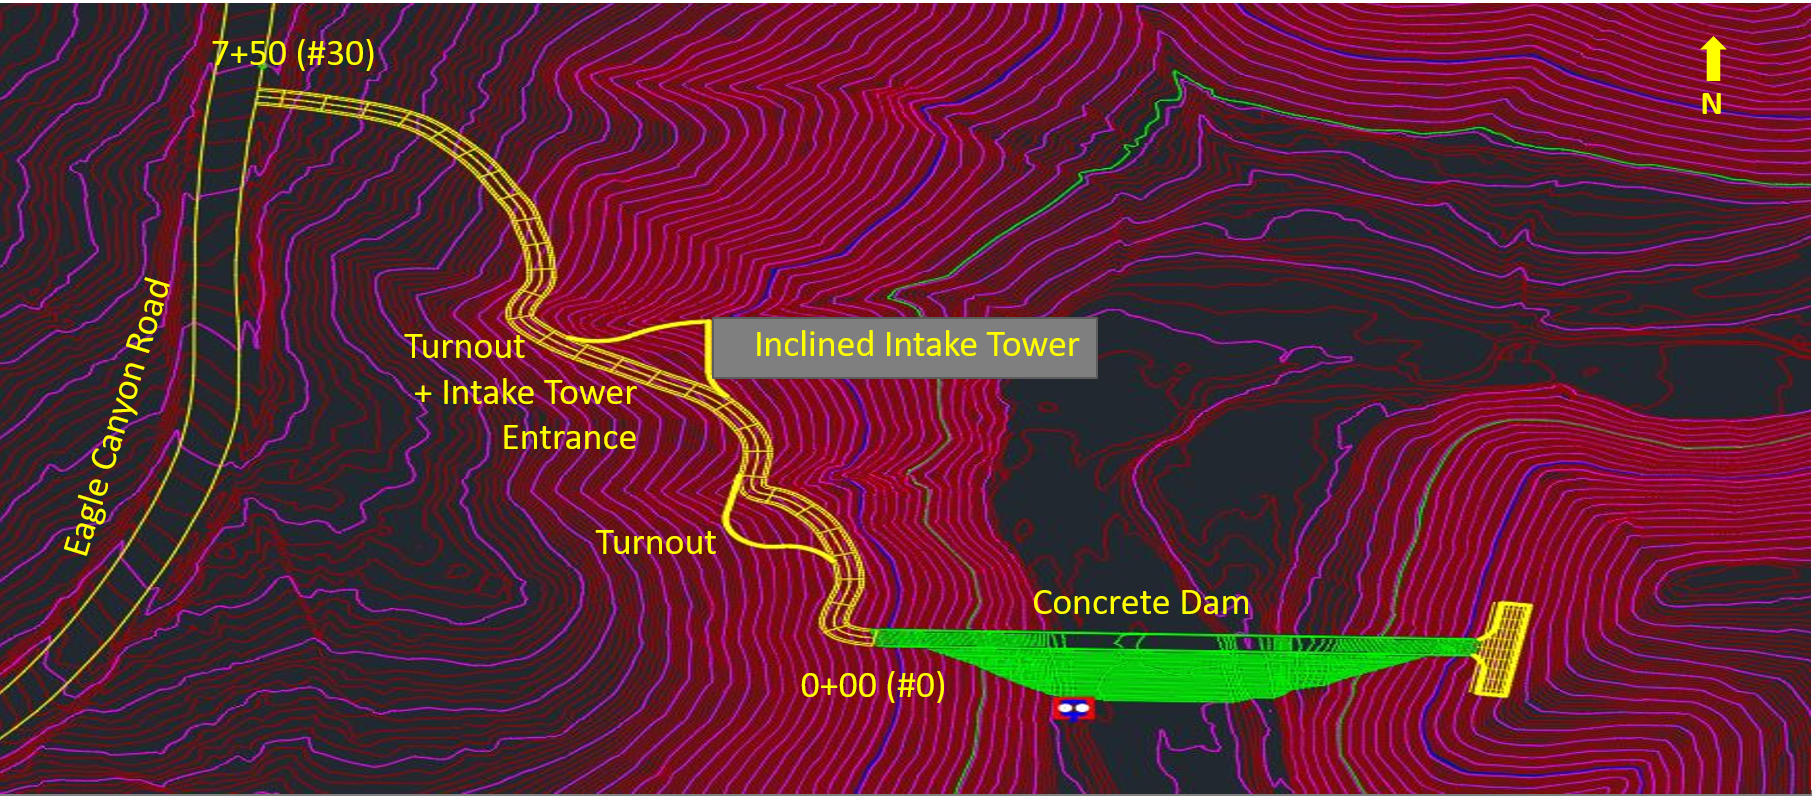 7+50 (#30)
N
Eagle Canyon Road
Turnout
+ Intake Tower
Entrance
Inclined Intake Tower
Turnout
Concrete Dam
0+00 (#0)